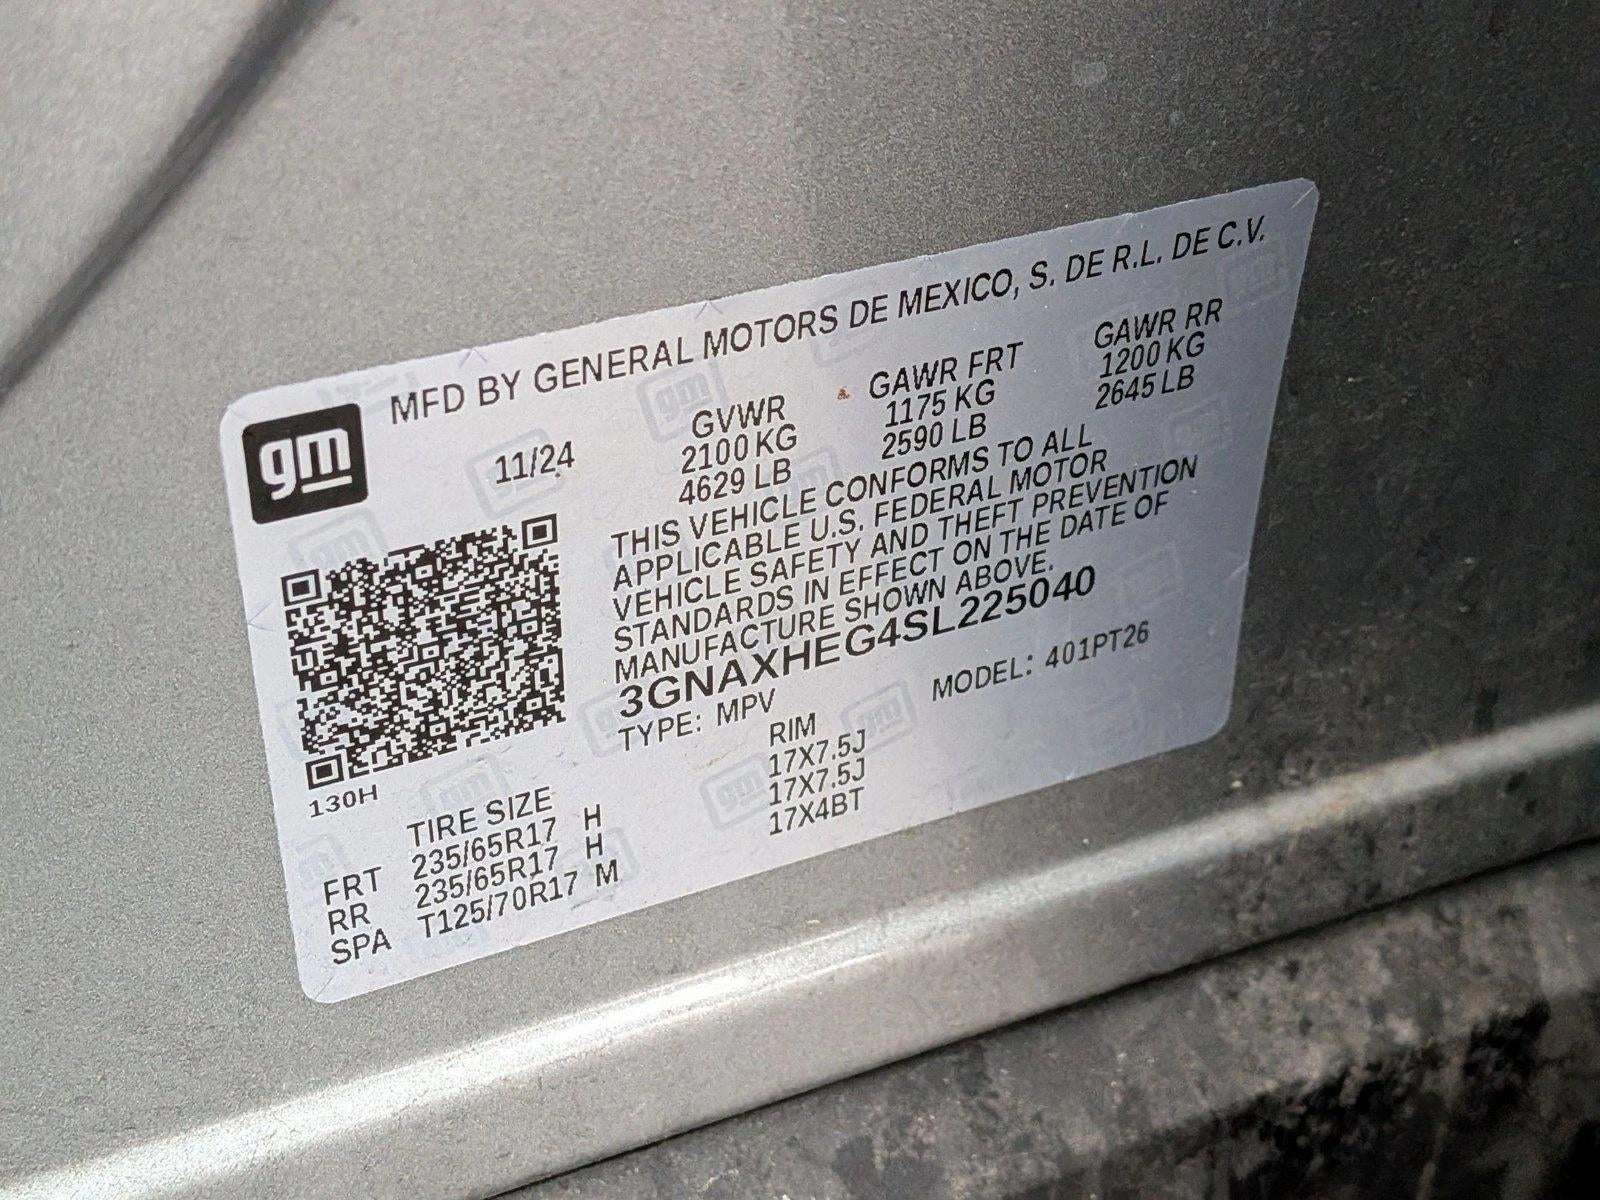 gm
MFD BY GENERAL MOTORS DE MEXICO, S. DE R.L. DE C.V.
11/24
GVWR GAWR FRT GAWR RR
2100 KG 1175 KG 1200 KG
4629 LB 2590 LB 2645 LB
THIS VEHICLE CONFORMS TO ALL
APPLICABLE U.S. FEDERAL MOTOR
VEHICLE SAFETY AND THEFT PREVENTION
STANDARDS IN EFFECT ON THE DATE OF
MANUFACTURE SHOWN ABOVE.
3GNAXHEG4SL225040
TYPE: MPV MODEL: 401PT26
130H
TIRE SIZE RIM
FRT 235/65R17 H 17X7.5J
RR 235/65R17 H 17X7.5J
SPA T125/70R17 M 17X4BT